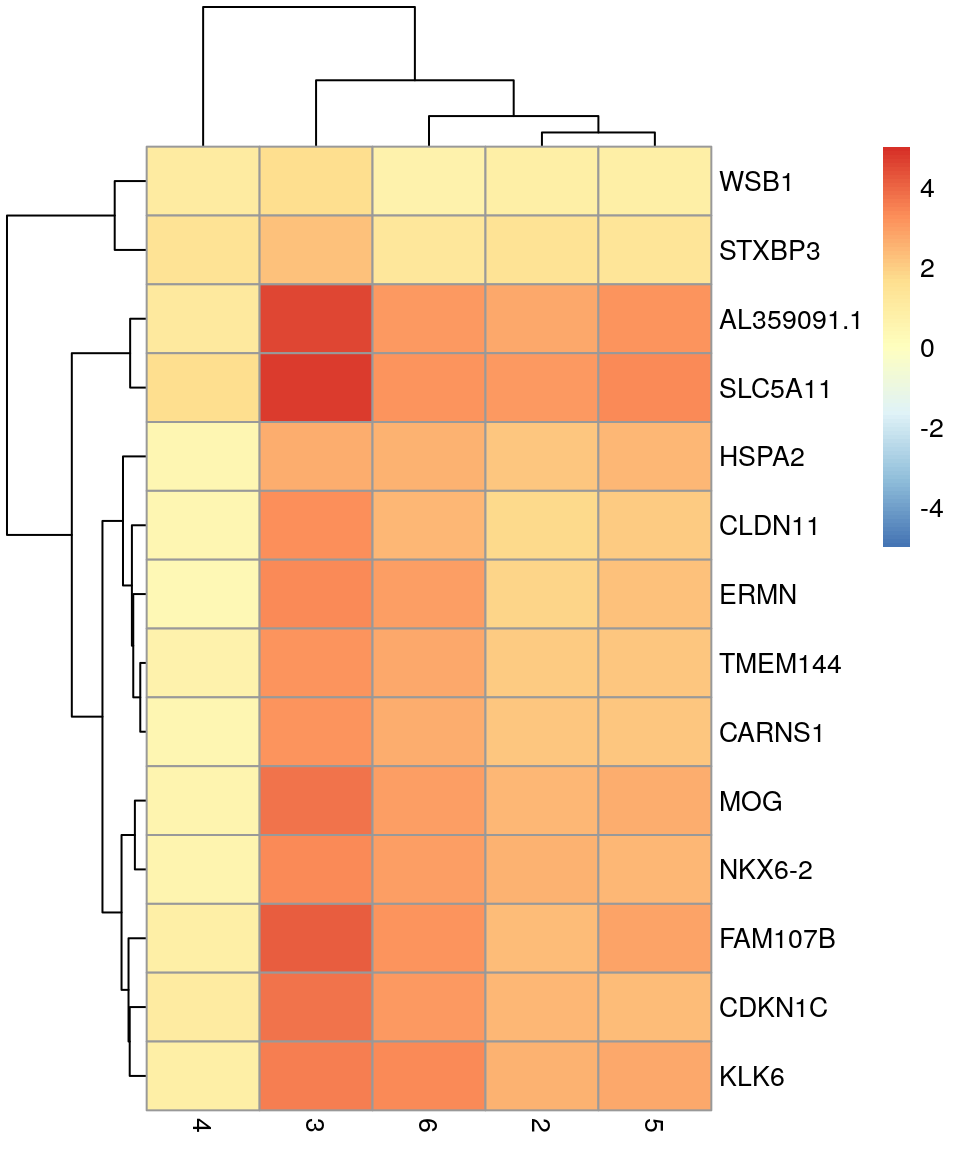 WSB1
STXBP3
AL359091.1
SLC5A11
HSPA2
CLDN11
ERMN
TMEM144
CARNS1
MOG
NKX6-2
FAM107B
CDKN1C
KLK6
4 3 6 2 5
4
2
0
-2
-4